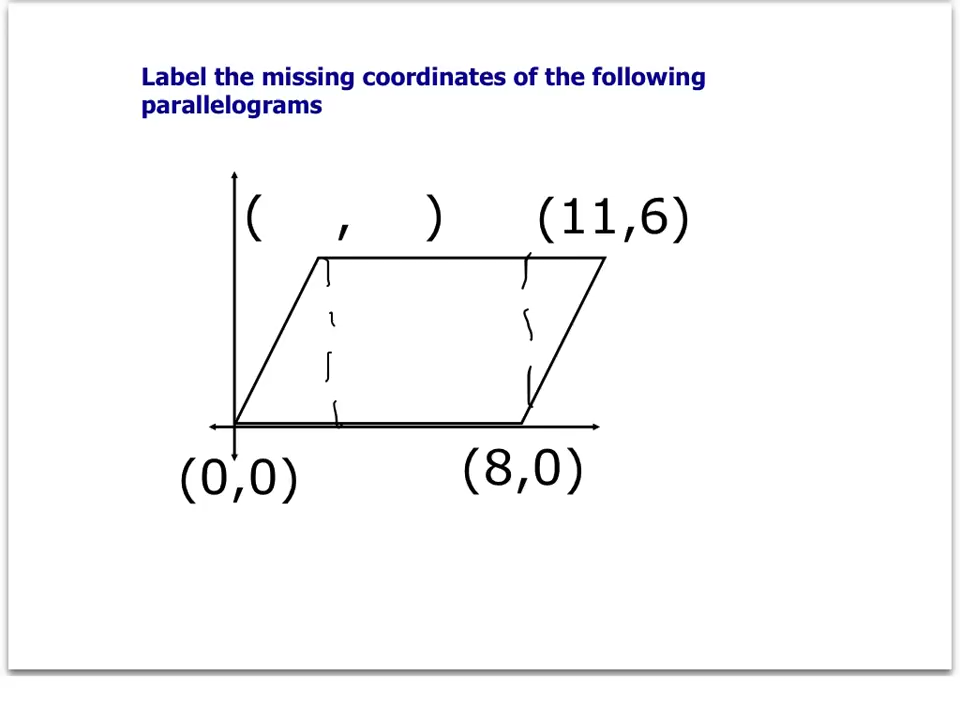 Label the missing coordinates of the following
parallelograms
( , ) (11,6)
(0,0) (8,0)